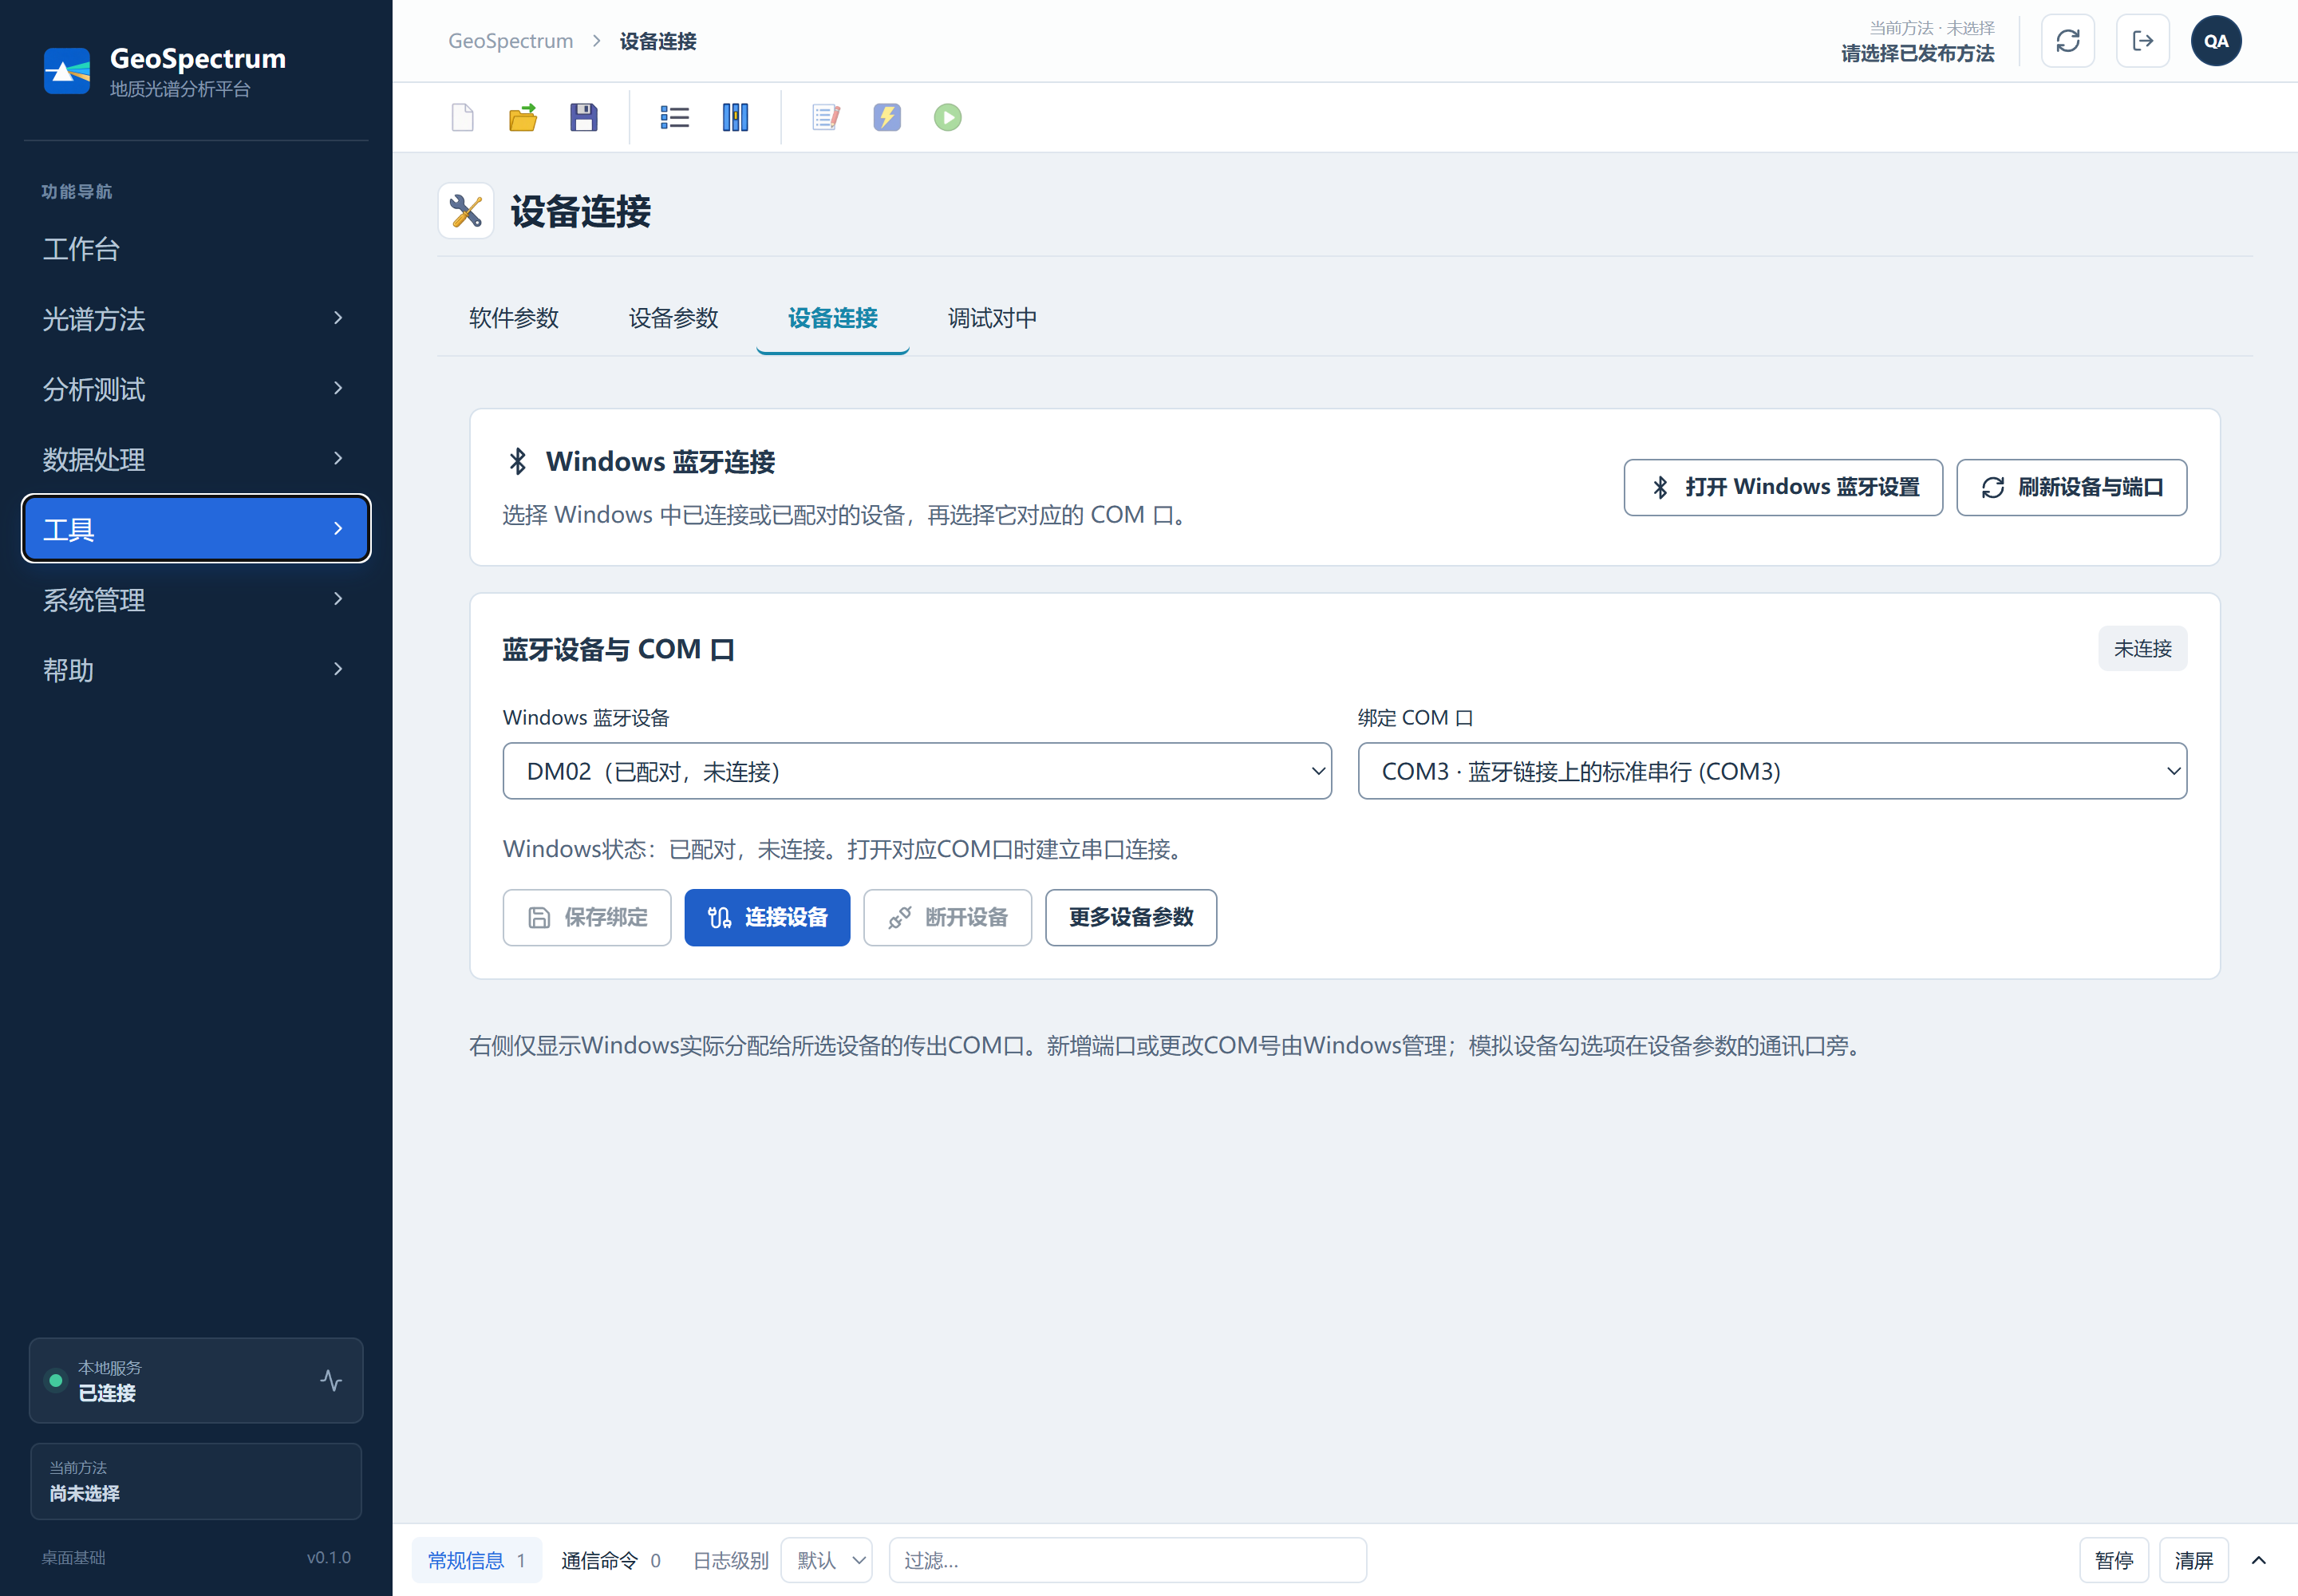 GeoSpectrum
地质光谱分析平台
功能导航
工作台
光谱方法
分析测试
数据处理
工具
系统管理
帮助
本地服务
已连接
当前方法
尚未选择
桌面基础 v0.1.0
GeoSpectrum 设备连接
当前方法 · 未选择
请选择已发布方法
QA
设备连接
软件参数 设备参数 设备连接 调试对中
Windows 蓝牙连接
选择 Windows 中已连接或已配对的设备，再选择它对应的 COM 口。
打开 Windows 蓝牙设置 刷新设备与端口
蓝牙设备与 COM 口
未连接
Windows 蓝牙设备 绑定 COM 口
DM02（已配对，未连接） COM3 · 蓝牙链接上的标准串行 (COM3)
Windows状态：已配对，未连接。打开对应COM口时建立串口连接。
保存绑定 连接设备 断开设备 更多设备参数
右侧仅显示Windows实际分配给所选设备的传出COM口。新增端口或更改COM号由Windows管理；模拟设备勾选项在设备参数的通讯口旁。
常规信息 1 通信命令 0 日志级别 默认 过滤... 暂停 清屏